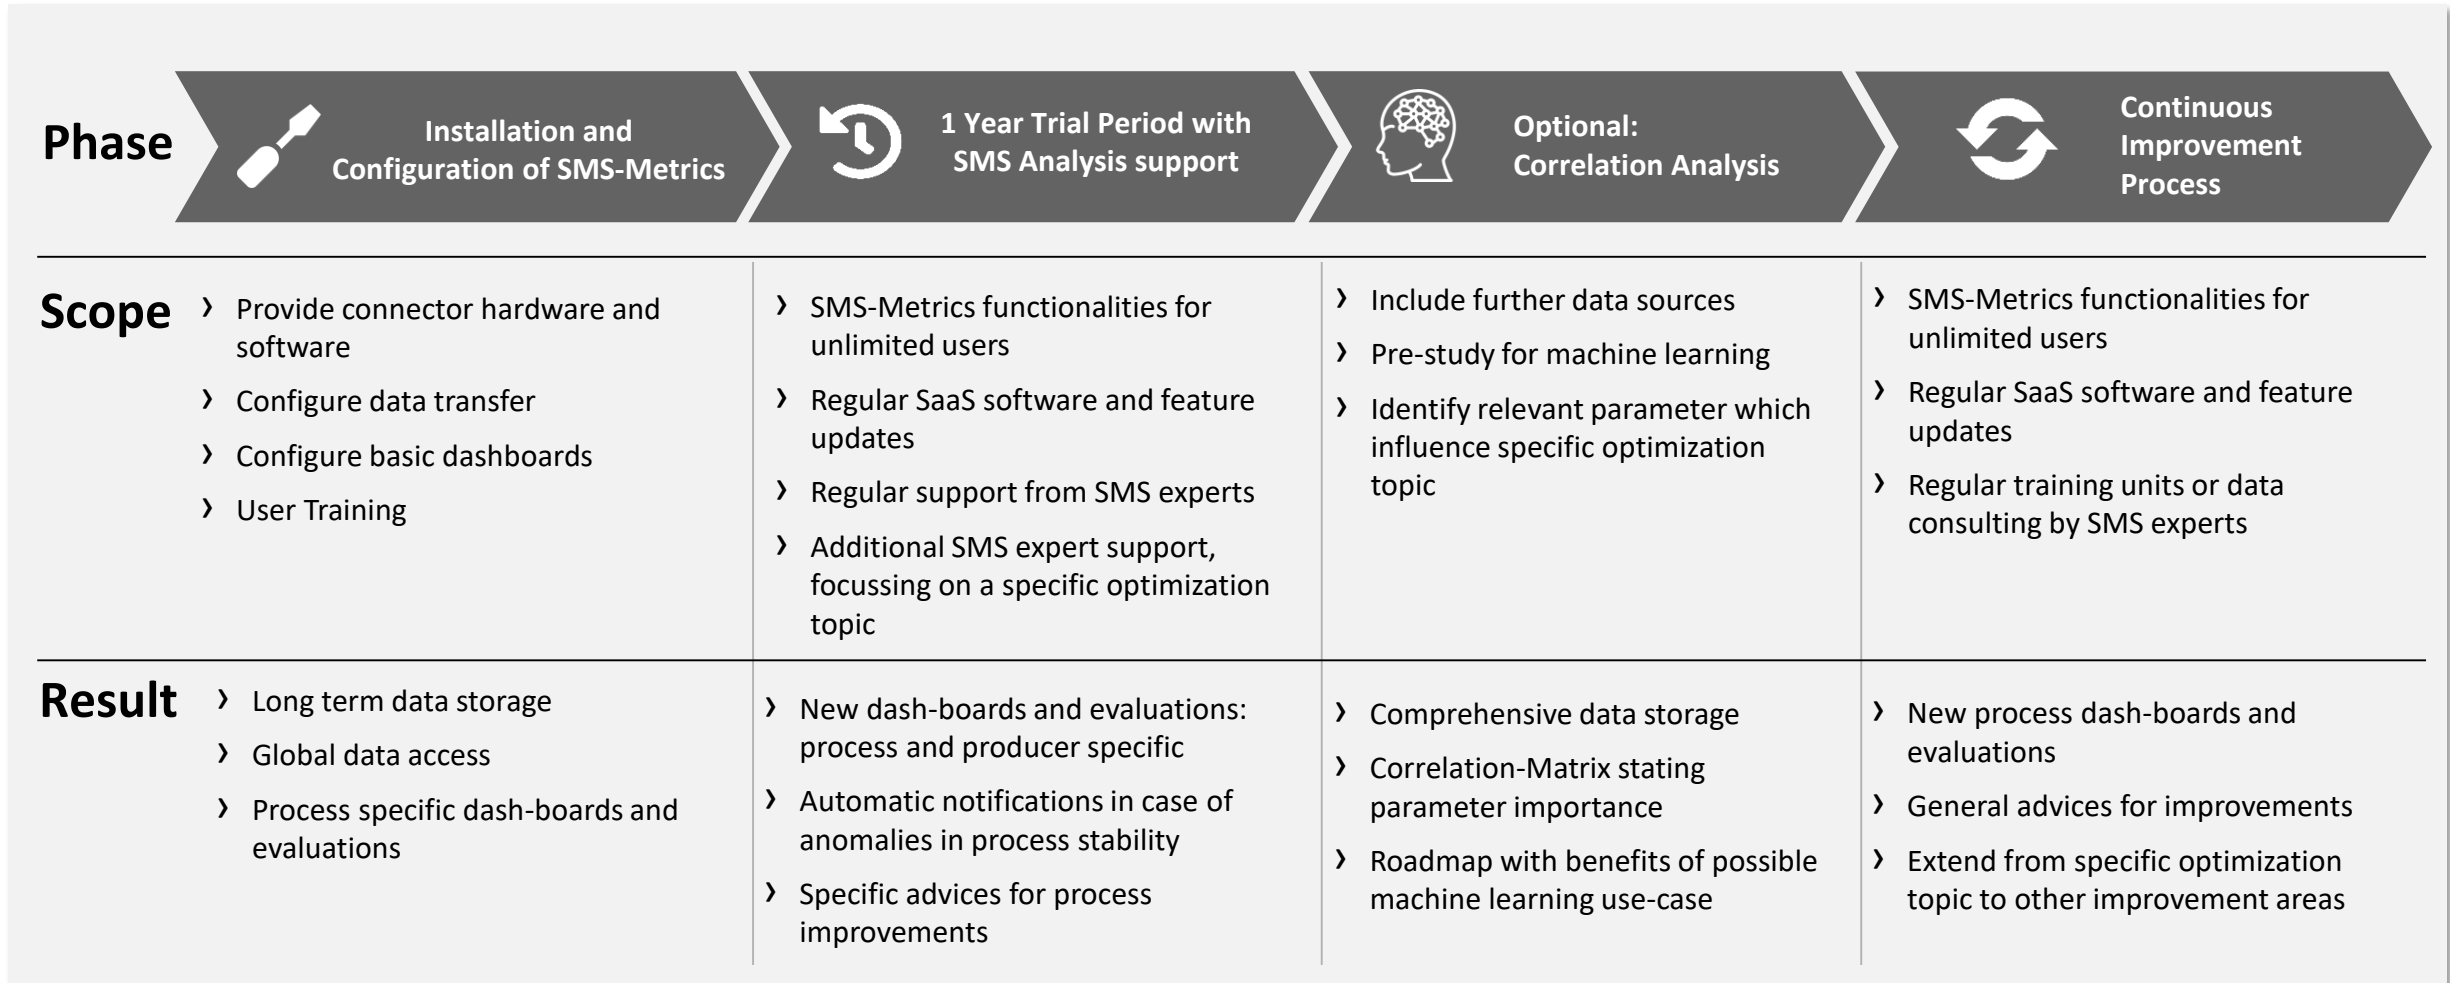 Phase
Installation and
Configuration of SMS-Metrics
1 Year Trial Period with
SMS Analysis support
Optional:
Correlation Analysis
Continuous
Improvement
Process
Scope
› Provide connector hardware and
software
› Configure data transfer
› Configure basic dashboards
› User Training
› SMS-Metrics functionalities for
unlimited users
› Regular SaaS software and feature
updates
› Regular support from SMS experts
› Additional SMS expert support,
focussing on a specific optimization
topic
› Include further data sources
› Pre-study for machine learning
› Identify relevant parameter which
influence specific optimization
topic
› SMS-Metrics functionalities for
unlimited users
› Regular SaaS software and feature
updates
› Regular training units or data
consulting by SMS experts
Result
› Long term data storage
› Global data access
› Process specific dash-boards and
evaluations
› New dash-boards and evaluations:
process and producer specific
› Automatic notifications in case of
anomalies in process stability
› Specific advices for process
improvements
› Comprehensive data storage
› Correlation-Matrix stating
parameter importance
› Roadmap with benefits of possible
machine learning use-case
› New process dash-boards and
evaluations
› General advices for improvements
› Extend from specific optimization
topic to other improvement areas